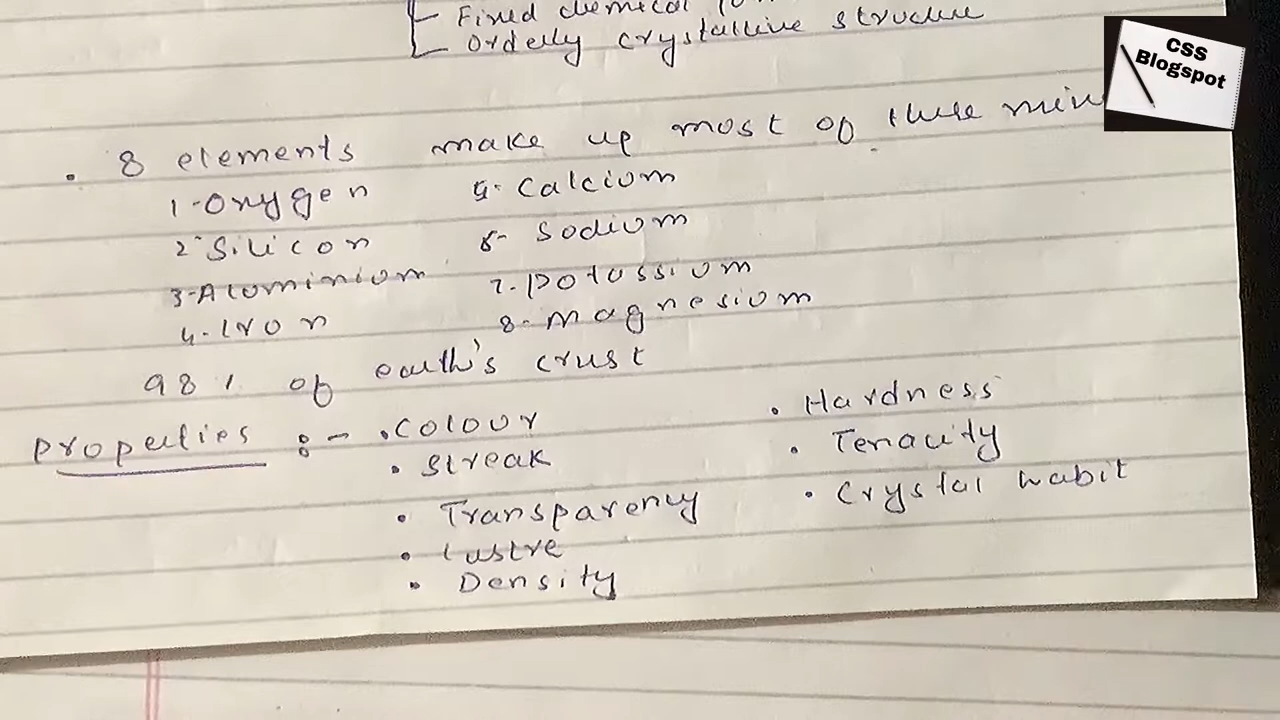 Fixed chemical
Orderly crystalline structure
CSS
Blogspot
. 8 elements make up most of these
1-Oxygen 5-Calcium
2-Silicon 6- Sodium
3-Aluminium 7-Potassium
4-Iron 8-Magnesium
98% of earth's crust
Properties :- .Colour . Hardness
. Streak . Tenacity
. Transparency . Crystal habit
. Lustre
. Density